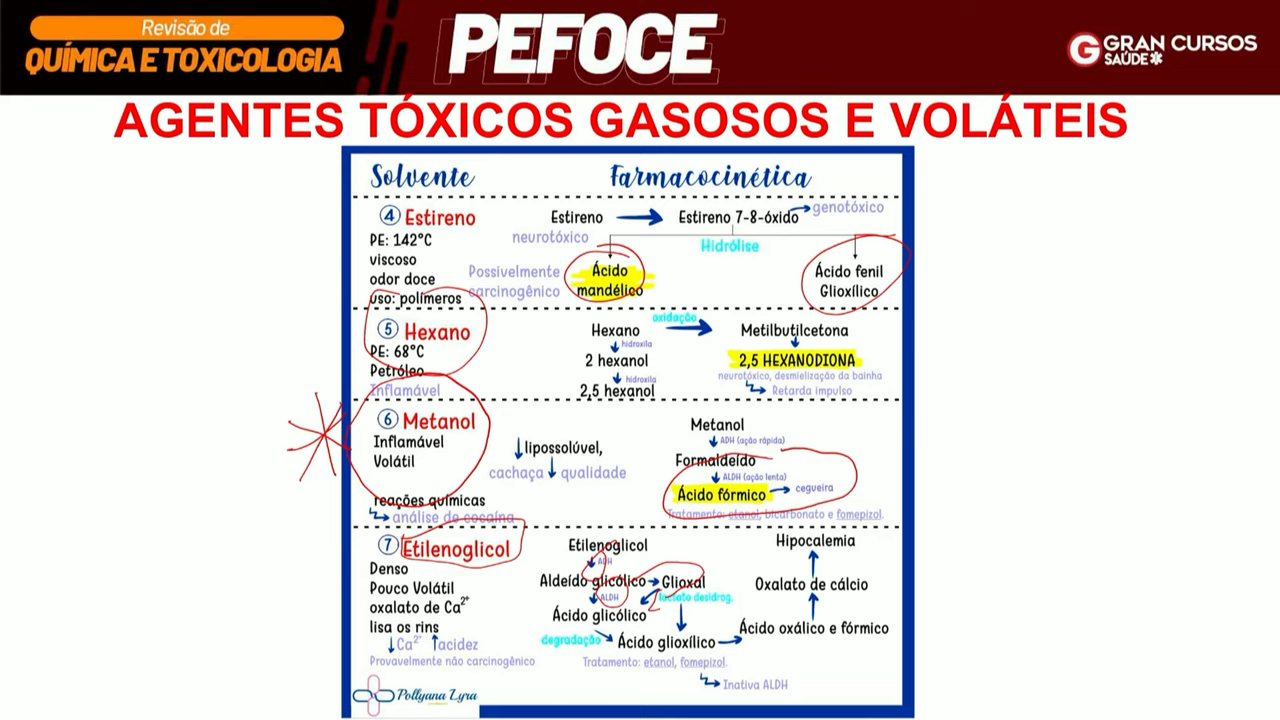 Revisão de
QUÍMICA E TOXICOLOGIA
PEFOCE
GRAN CURSOS
SAÚDE
AGENTES TÓXICOS GASOSOS E VOLÁTEIS
Solvente
Farmacocinética
④ Estireno
PE: 142°C
viscoso
odor doce
uso: polímeros
Estireno
neurotóxico
Possivelmente
carcinogênico
Estireno 7-8-óxido
genotóxico
Hidrólise
Ácido
mandélico
Ácido fenil
Glioxílico
⑤ Hexano
PE: 68°C
Petróleo
Inflamável
Hexano
hidroxila
2 hexanol
hidroxila
2,5 hexanol
oxidação
Metilbutilcetona
2,5 HEXANODIONA
neurotóxico, desmielização da bainha
Retarda impulso
⑥ Metanol
Inflamável
Volátil
reações químicas
análise de cocaína
↓lipossolúvel,
cachaça ↓ qualidade
Metanol
ADH (ação rápida)
Formaldeído
ALDH (ação lenta)
Ácido fórmico
cegueira
Tratamento: etanol, bicarbonato e fomepizol.
⑦ Etilenoglicol
Denso
Pouco Volátil
oxalato de Ca²⁺
lisa os rins
↓Ca²⁺ ↑acidez
Provavelmente não carcinogênico
Etilenoglicol
ADH
Aldeído glicólico → Glioxal
ALDH
lactato desidrog.
Ácido glicólico
degradação
Ácido glioxílico
Hipocalemia
Oxalato de cálcio
Ácido oxálico e fórmico
Tratamento: etanol, fomepizol.
Inativa ALDH
Pollyana Lyra